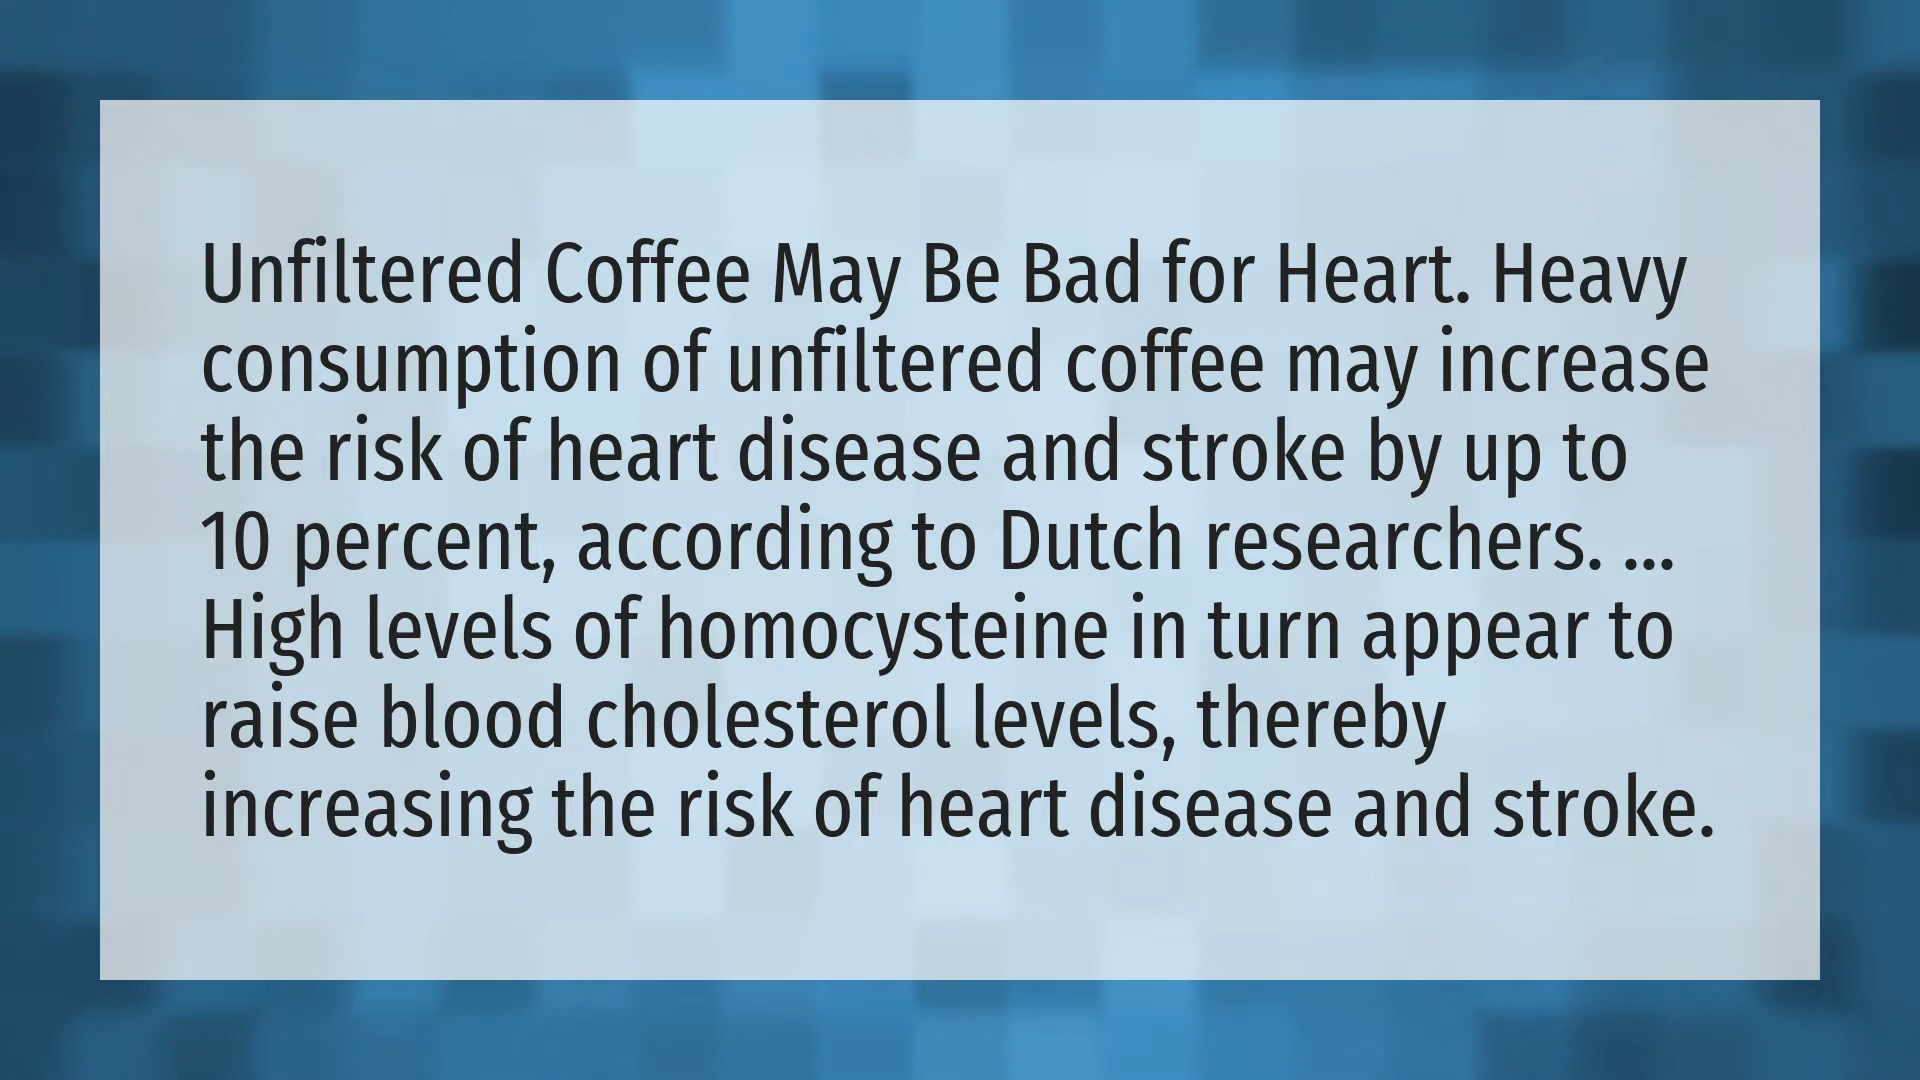 Unfiltered Coffee May Be Bad for Heart. Heavy
consumption of unfiltered coffee may increase
the risk of heart disease and stroke by up to
10 percent, according to Dutch researchers. ...
High levels of homocysteine in turn appear to
raise blood cholesterol levels, thereby
increasing the risk of heart disease and stroke.